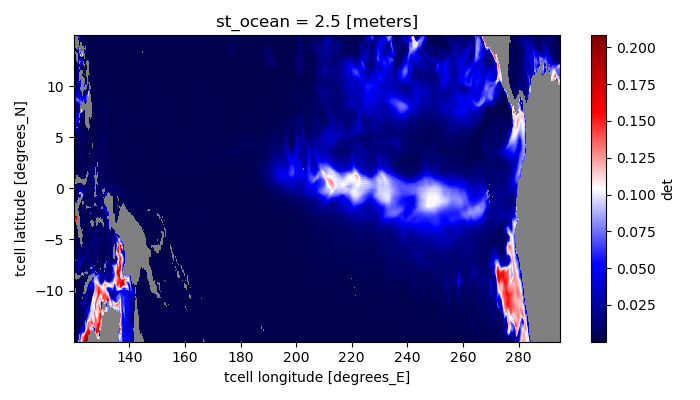 st_ocean = 2.5 [meters]
10
5
0
−5
−10
tcell latitude [degrees_N]
140 160 180 200 220 240 260 280
tcell longitude [degrees_E]
0.200
0.175
0.150
0.125
0.100
0.075
0.050
0.025
det